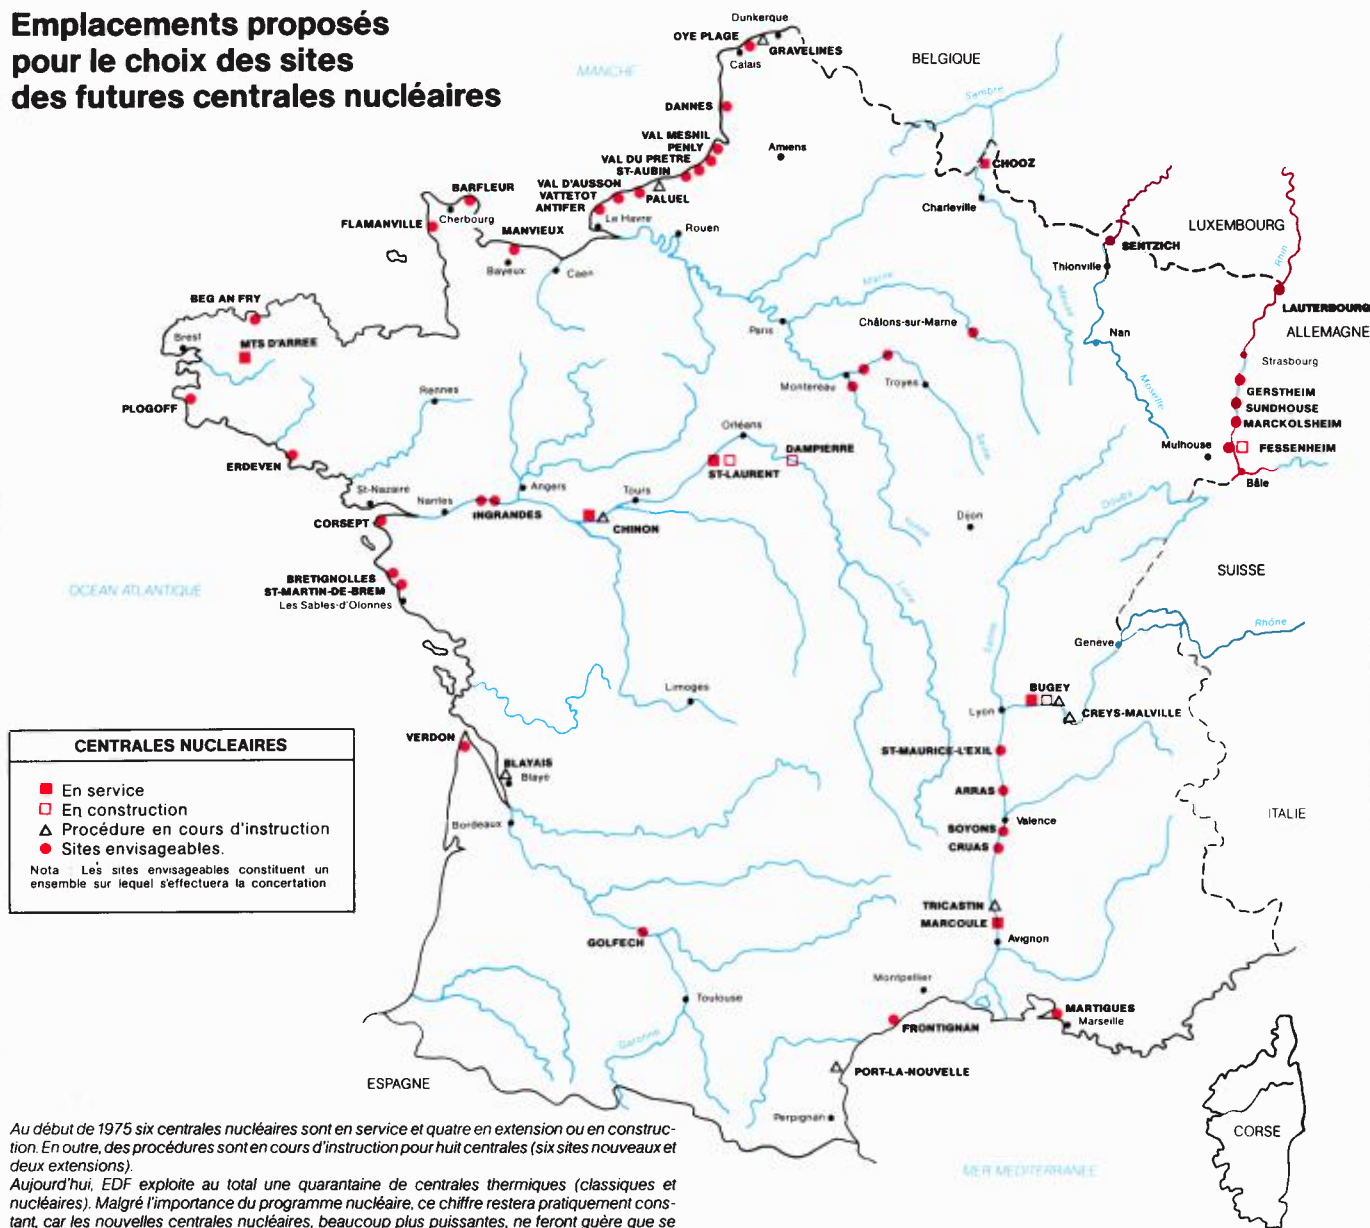 Emplacements proposés
pour le choix des sites
des futures centrales nucléaires
Dunkerque
OYE PLAGE
GRAVELINES
Calais
MANCHE
BELGIQUE
Sambre
DANNES
VAL MESNIL
PENLY
Amiens
VAL DU PRETRE
ST-AUBIN
CHOOZ
VAL D'AUSSON
VATTETOT
PALUEL
ANTIFER
BARFLEUR
Charleville
FLAMANVILLE
Cherbourg
Le Havre
Rouen
LUXEMBOURG
MANVIEUX
SENTZICH
Bayeux
Caen
Thionville
Rhin
Marne
Meuse
BEG AN FRY
LAUTERBOURG
Châlons-sur-Marne
ALLEMAGNE
Brest
MTS D'ARREE
Paris
Nan
Strasbourg
Montereau
Troyes
Moselle
GERSTHEIM
Rennes
SUNDHOUSE
PLOGOFF
MARCKOLSHEIM
Orléans
DAMPIERRE
Mulhouse
FESSENHEIM
Seine
ERDEVEN
ST-LAURENT
Bâle
St-Nazaire
Angers
Tours
Nantes
Doubs
CORSEPT
INGRANDES
CHINON
Dijon
Yonne
SUISSE
BRETIGNOLLES
ST-MARTIN-DE-BREM
OCEAN ATLANTIQUE
Loire
Les Sables-d'Olonnes
Rhône
Saône
Genève
Limoges
BUGEY
Lyon
CREYS-MALVILLE
VERDON
ST-MAURICE-L'EXIL
BLAYAIS
Blaye
ARRAS
ITALIE
Bordeaux
Valence
SOYONS
CRUAS
CENTRALES NUCLEAIRES
En service
En construction
Procédure en cours d'instruction
Sites envisageables.
Nota : Les sites envisageables constituent un
ensemble sur lequel s'effectuera la concertation
TRICASTIN
MARCOULE
GOLFECH
Avignon
Montpellier
Toulouse
MARTIGUES
FRONTIGNAN
Marseille
Garonne
PORT-LA-NOUVELLE
ESPAGNE
Perpignan
CORSE
MER MEDITERRANEE
Au début de 1975 six centrales nucléaires sont en service et quatre en extension ou en construc-
tion. En outre, des procédures sont en cours d'instruction pour huit centrales (six sites nouveaux et
deux extensions).
Aujourd'hui, EDF exploite au total une quarantaine de centrales thermiques (classiques et
nucléaires). Malgré l'importance du programme nucléaire, ce chiffre restera pratiquement cons-
tant, car les nouvelles centrales nucléaires, beaucoup plus puissantes, ne feront guère que se